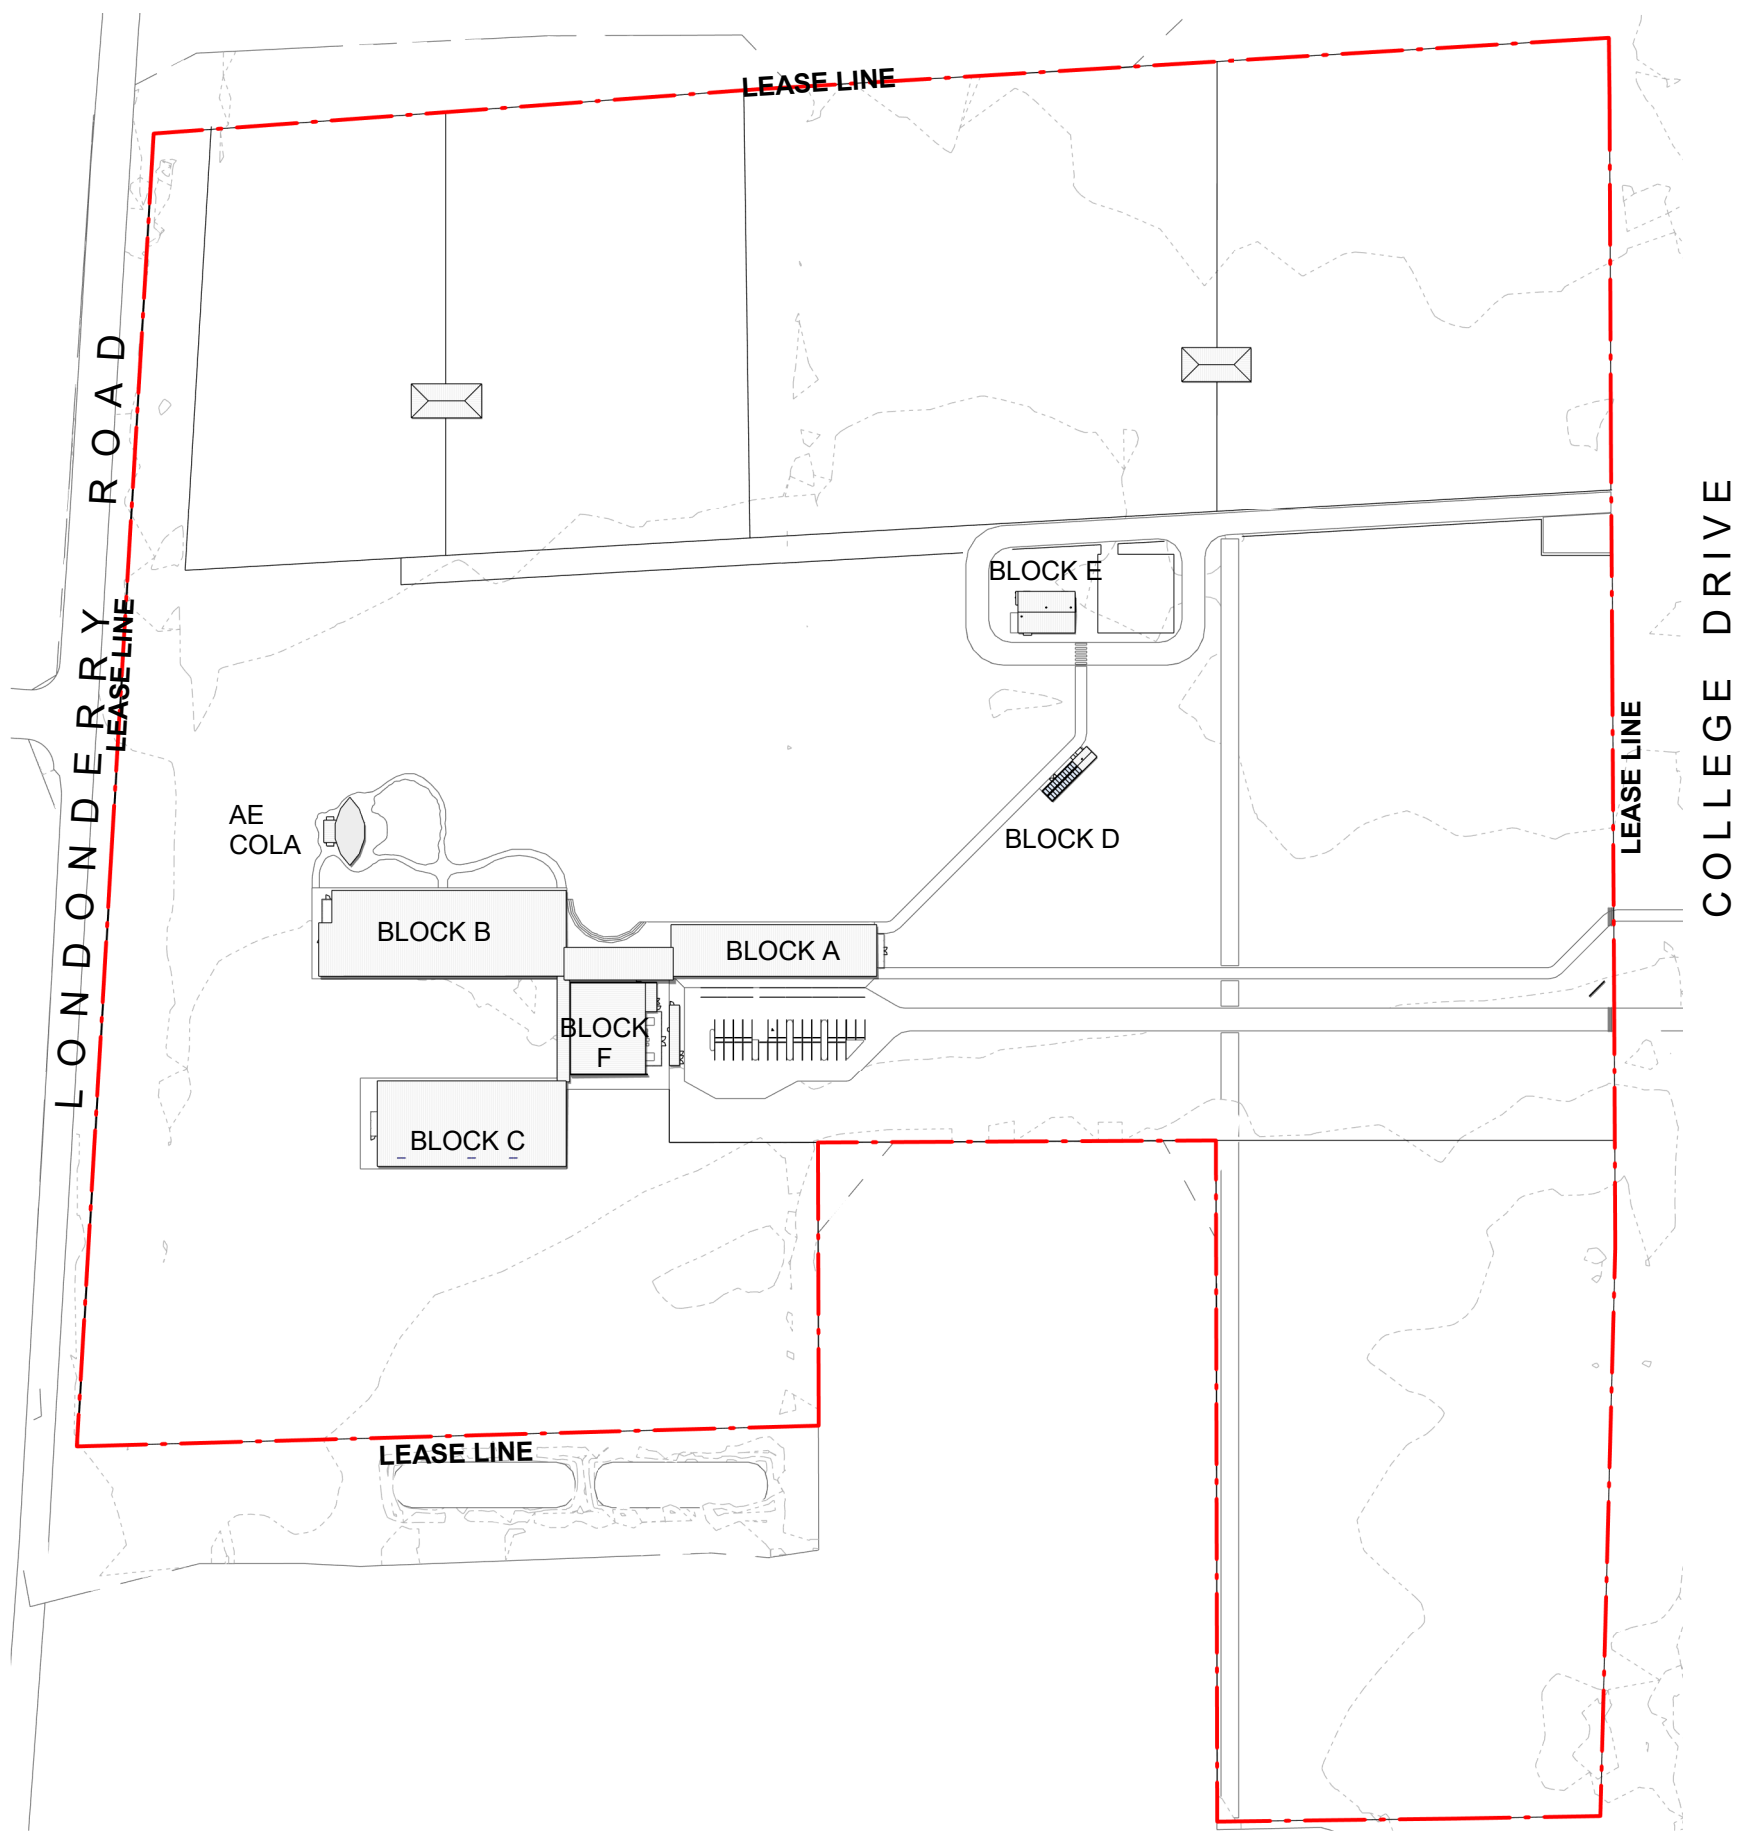 LEASE LINE
LONDONDERRY ROAD
LEASE LINE
COLLEGE DRIVE
BLOCK E
LEASE LINE
AE
COLA
BLOCK D
BLOCK B
BLOCK A
BLOCK
F
BLOCK C
LEASE LINE